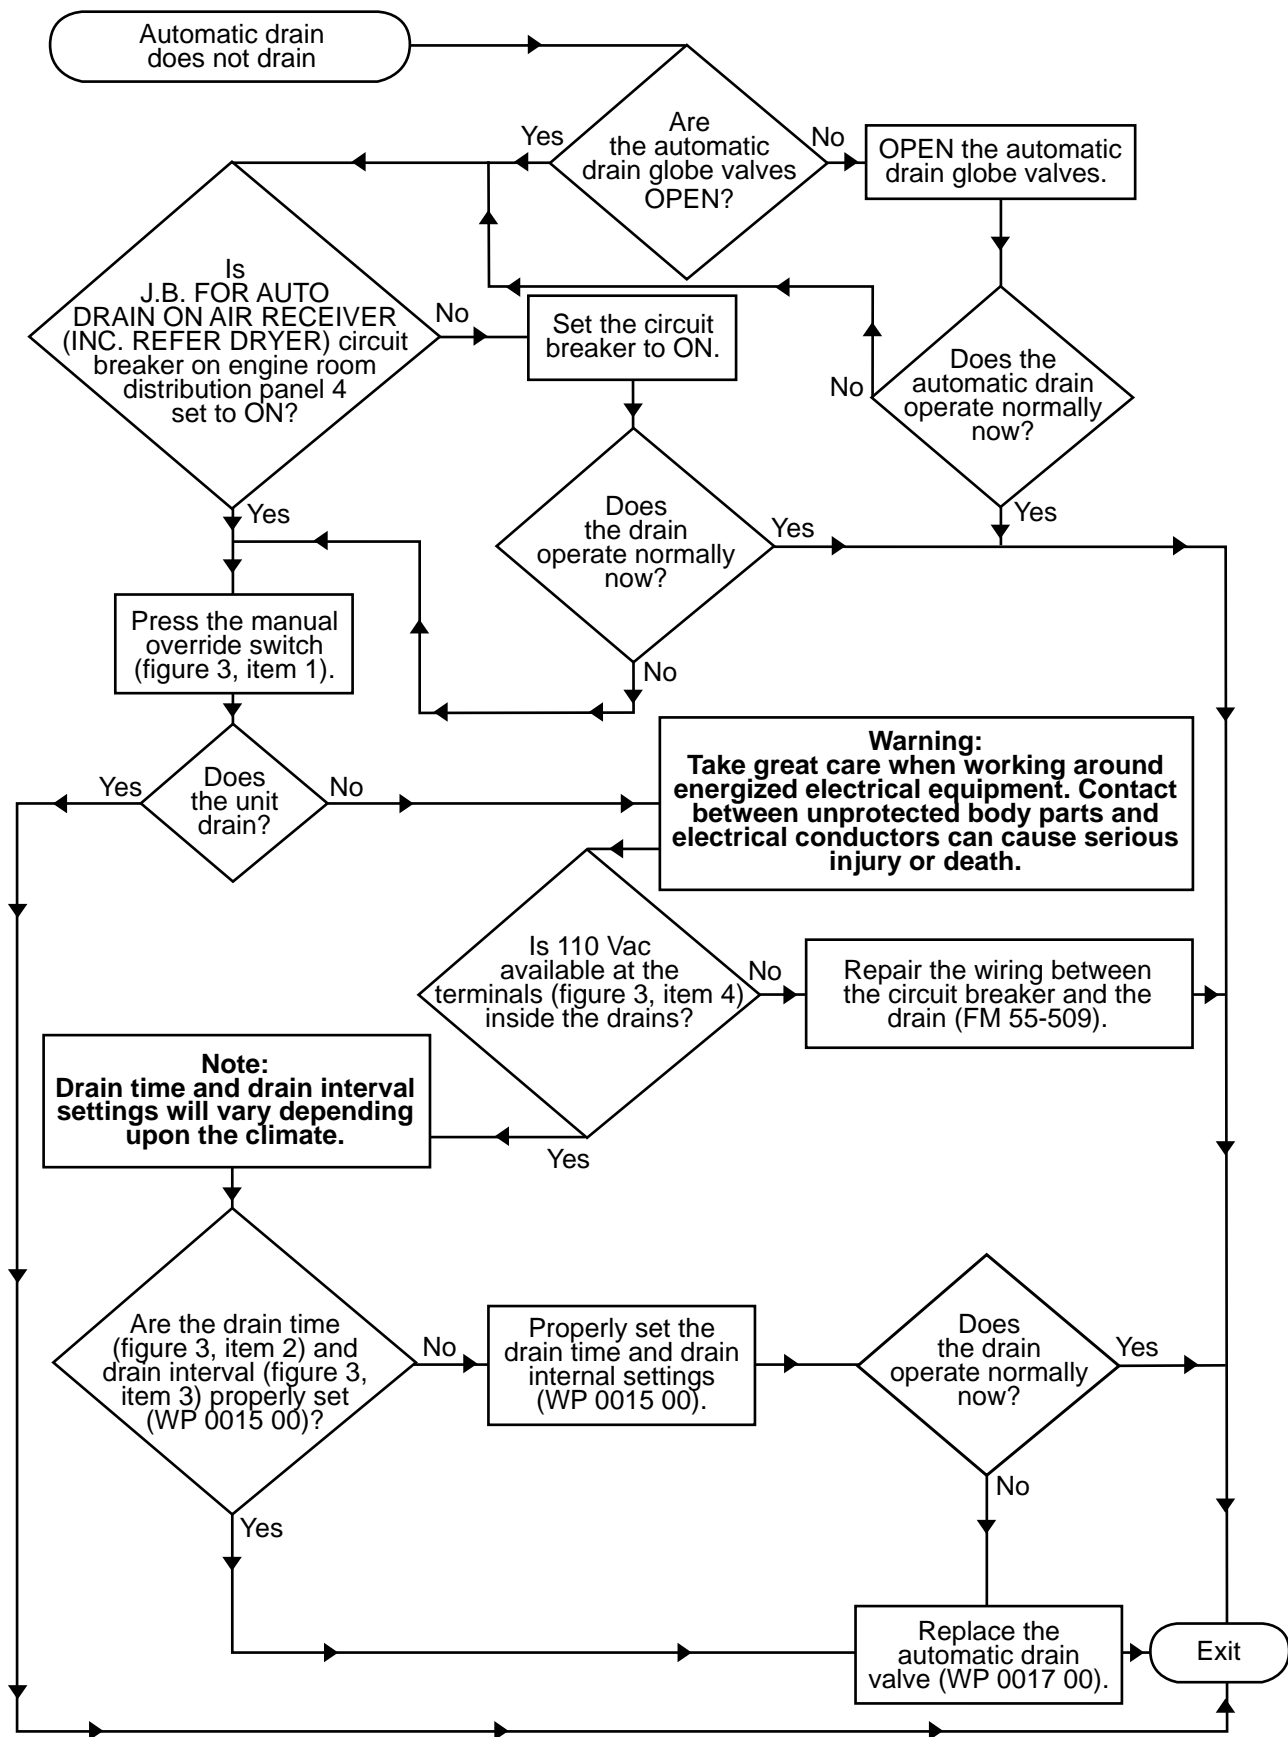 Automatic drain
does not drain
Are
the automatic
drain globe valves
OPEN?
Yes
No
OPEN the automatic
drain globe valves.
Is
J.B. FOR AUTO
DRAIN ON AIR RECEIVER
(INC. REFER DRYER) circuit
breaker on engine room
distribution panel 4
set to ON?
No
Set the circuit
breaker to ON.
Does the
automatic drain
operate normally
now?
No
Yes
Yes
Does
the drain
operate normally
now?
Yes
No
Press the manual
override switch
(figure 3, item 1).
Does
the unit
drain?
Yes
No
Warning:
Take great care when working around
energized electrical equipment. Contact
between unprotected body parts and
electrical conductors can cause serious
injury or death.
Is 110 Vac
available at the
terminals (figure 3, item 4)
inside the drains?
No
Repair the wiring between
the circuit breaker and the
drain (FM 55-509).
Yes
Note:
Drain time and drain interval
settings will vary depending
upon the climate.
Are the drain time
(figure 3, item 2) and
drain interval (figure 3,
item 3) properly set
(WP 0015 00)?
No
Properly set the
drain time and drain
internal settings
(WP 0015 00).
Does
the drain
operate normally
now?
Yes
No
Yes
Replace the
automatic drain
valve (WP 0017 00).
Exit